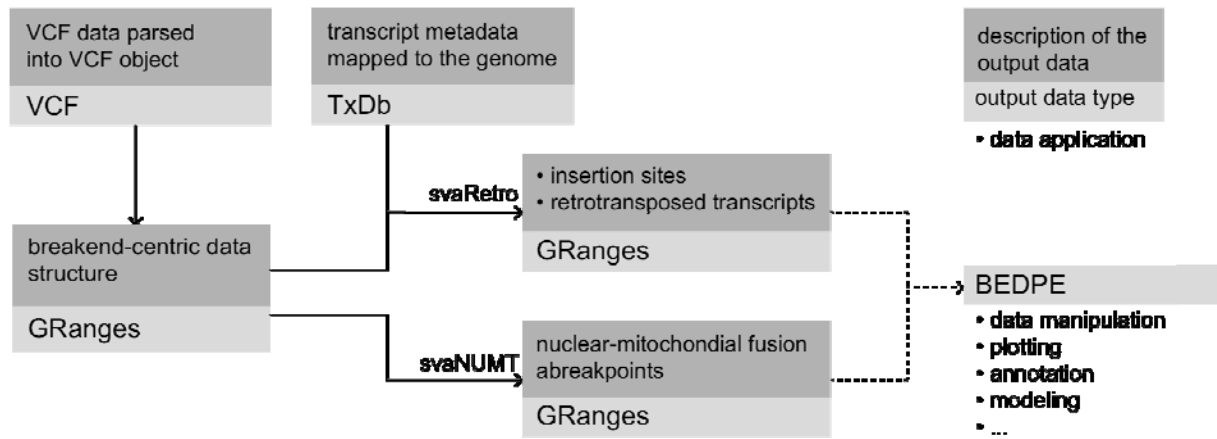 VCF data parsed
into VCF object
VCF
transcript metadata
mapped to the genome
TxDb
description of the
output data
output data type
• data application
svaRetro
• insertion sites
• retrotransposed transcripts
GRanges
breakend-centric data
structure
GRanges
svaNUMT
nuclear-mitochondial fusion
abreakpoints
GRanges
BEDPE
• data manipulation
• plotting
• annotation
• modeling
• ...